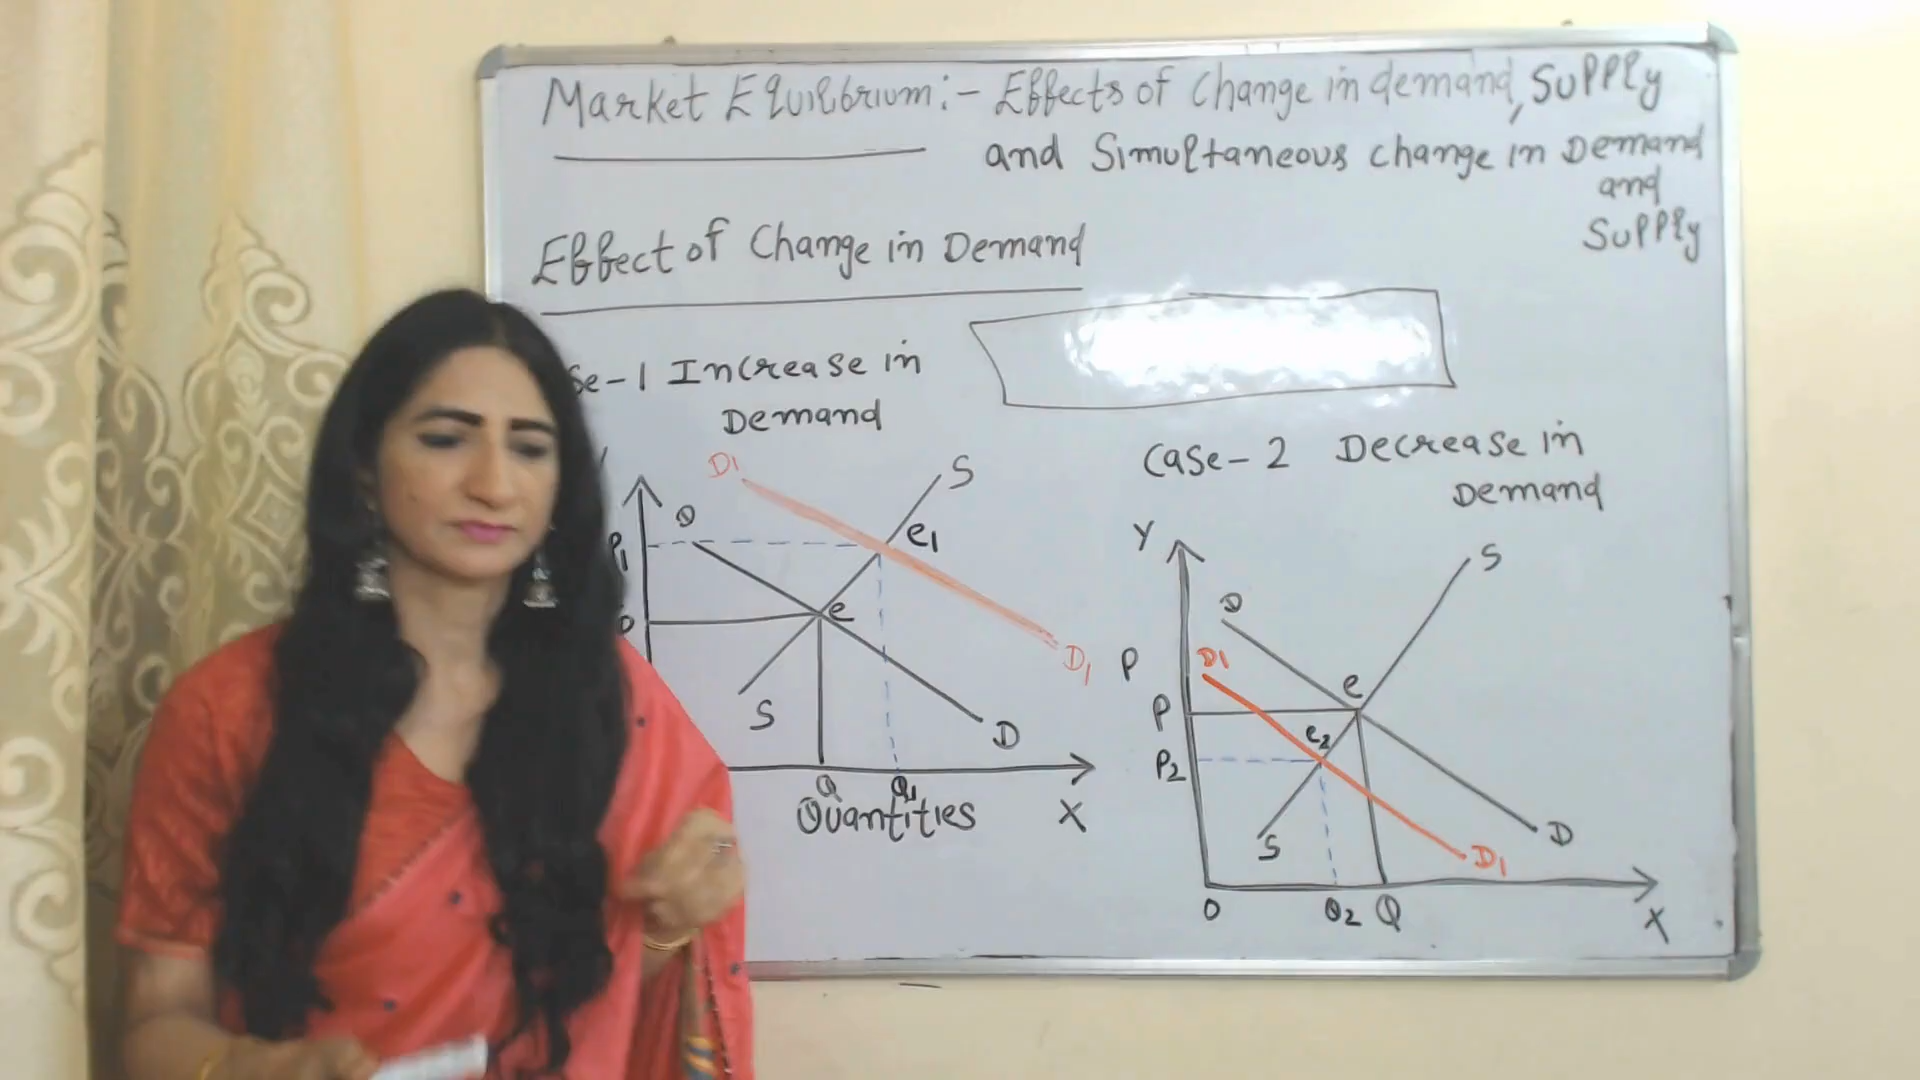 Market Equilibrium:- Effects of Change in demand, Supply
and Simultaneous change in Demand
and
Supply
Effect of Change in Demand
se-1 Increase in
Demand
Case-2 Decrease in
Demand
D1
S
D
e1
P1
e
P
D1
S
D
Q
Q1
Quantities
X
Y
S
D
D1
P
e
P
e2
P2
S
D
D1
O
Q2
Q
X